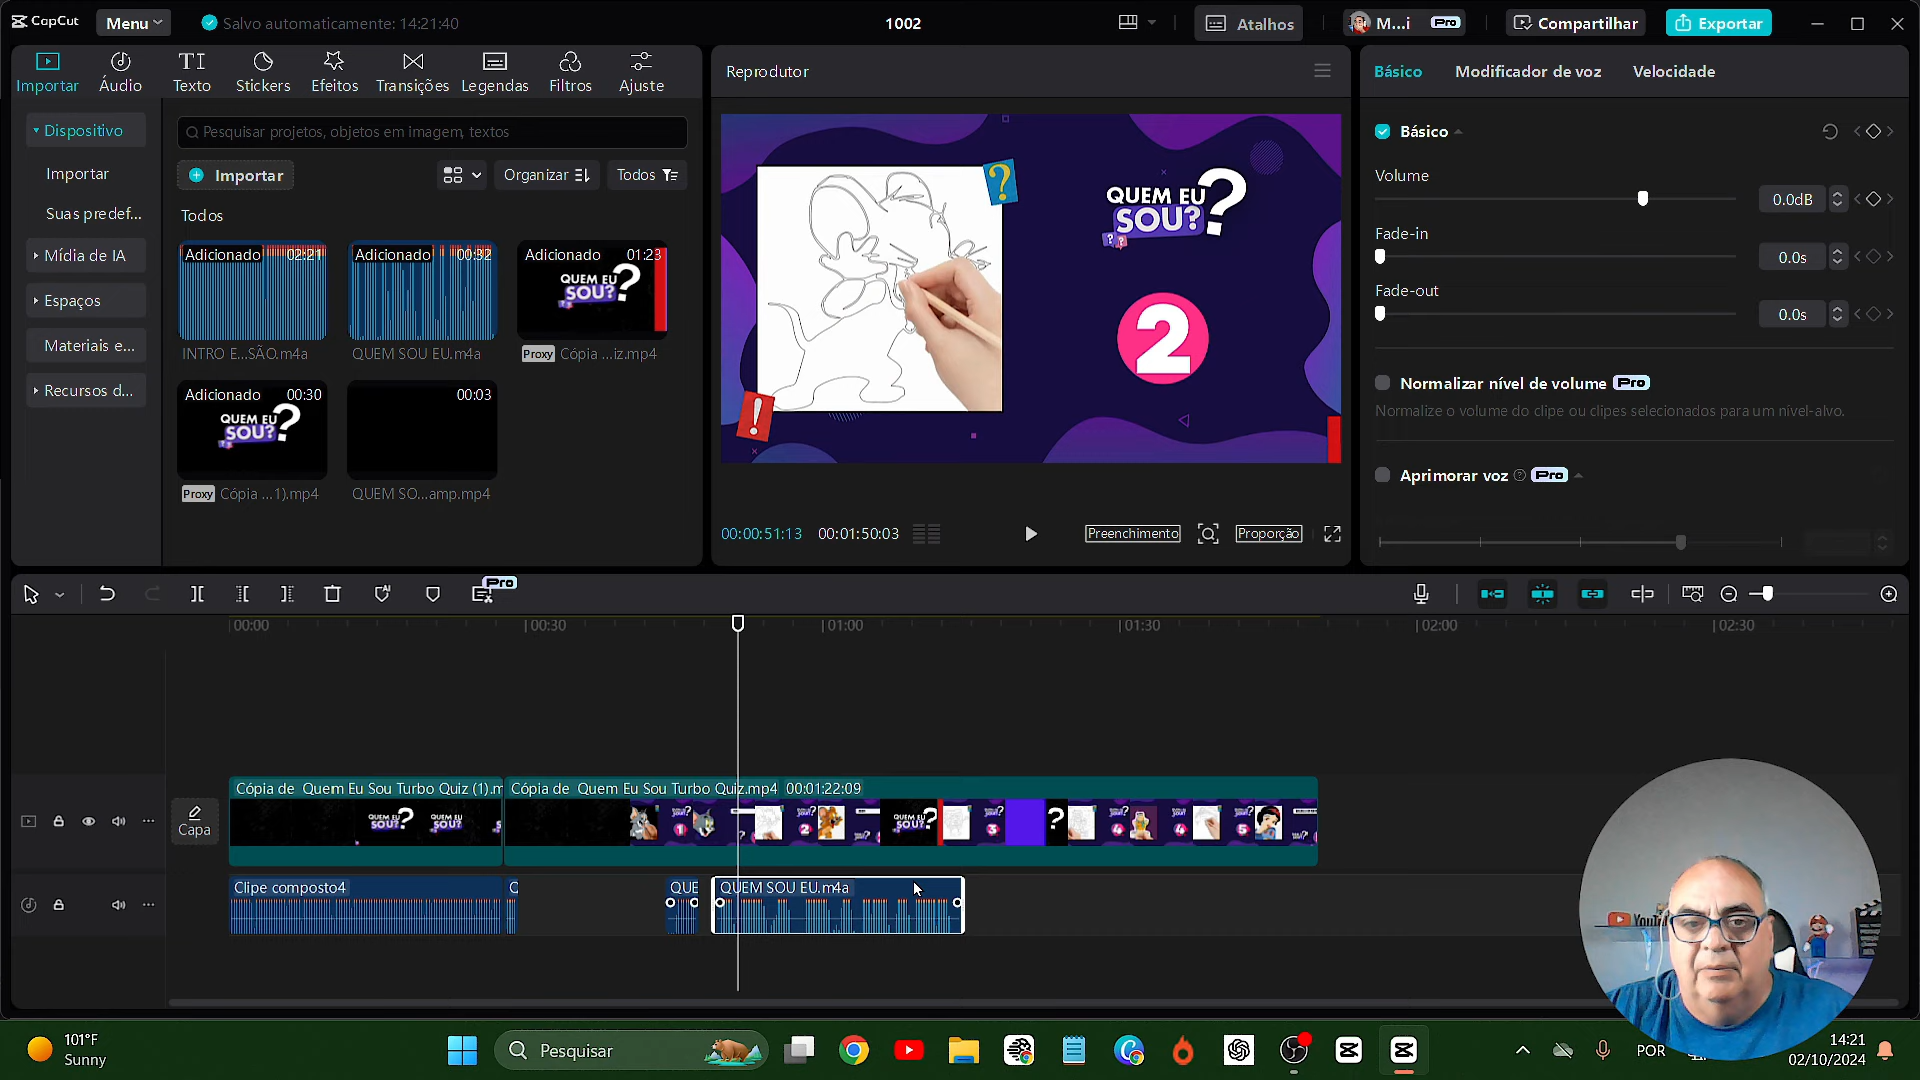 CapCut
Menu
Salvo automaticamente: 14:21:40
1002
Atalhos
M...i
Pro
Compartilhar
Exportar
Importar
Áudio
Texto
Stickers
Efeitos
Transições
Legendas
Filtros
Ajuste
Dispositivo
Importar
Suas predef...
Mídia de IA
Espaços
Materiais e...
Recursos d...
Pesquisar projetos, objetos em imagem, textos
Importar
Organizar
Todos
Todos
Adicionado 02:21
INTRO E...SÃO.m4a
Adicionado 00:32
QUEM SOU EU.m4a
Adicionado 01:23
QUEM EU SOU?
Proxy Cópia ...iz.mp4
Adicionado 00:30
QUEM EU SOU?
Proxy Cópia ...1).mp4
00:03
QUEM SO...amp.mp4
Reprodutor
?
!
QUEM EU
SOU?
2
00:00:51:13
00:01:50:03
Preenchimento
Proporção
Básico
Modificador de voz
Velocidade
Básico
Volume
0.0dB
Fade-in
0.0s
Fade-out
0.0s
Normalizar nível de volume Pro
Normalize o volume do clipe ou clipes selecionados para um nível-alvo.
Aprimorar voz Pro
Pro
00:00
00:30
01:00
01:30
02:00
02:30
Capa
Cópia de Quem Eu Sou Turbo Quiz (1).m
Cópia de Quem Eu Sou Turbo Quiz.mp4 00:01:22:09
Clipe composto4
C
QUE
QUEM SOU EU.m4a
YouTu
101°F
Sunny
Pesquisar
POR
14:21
02/10/2024